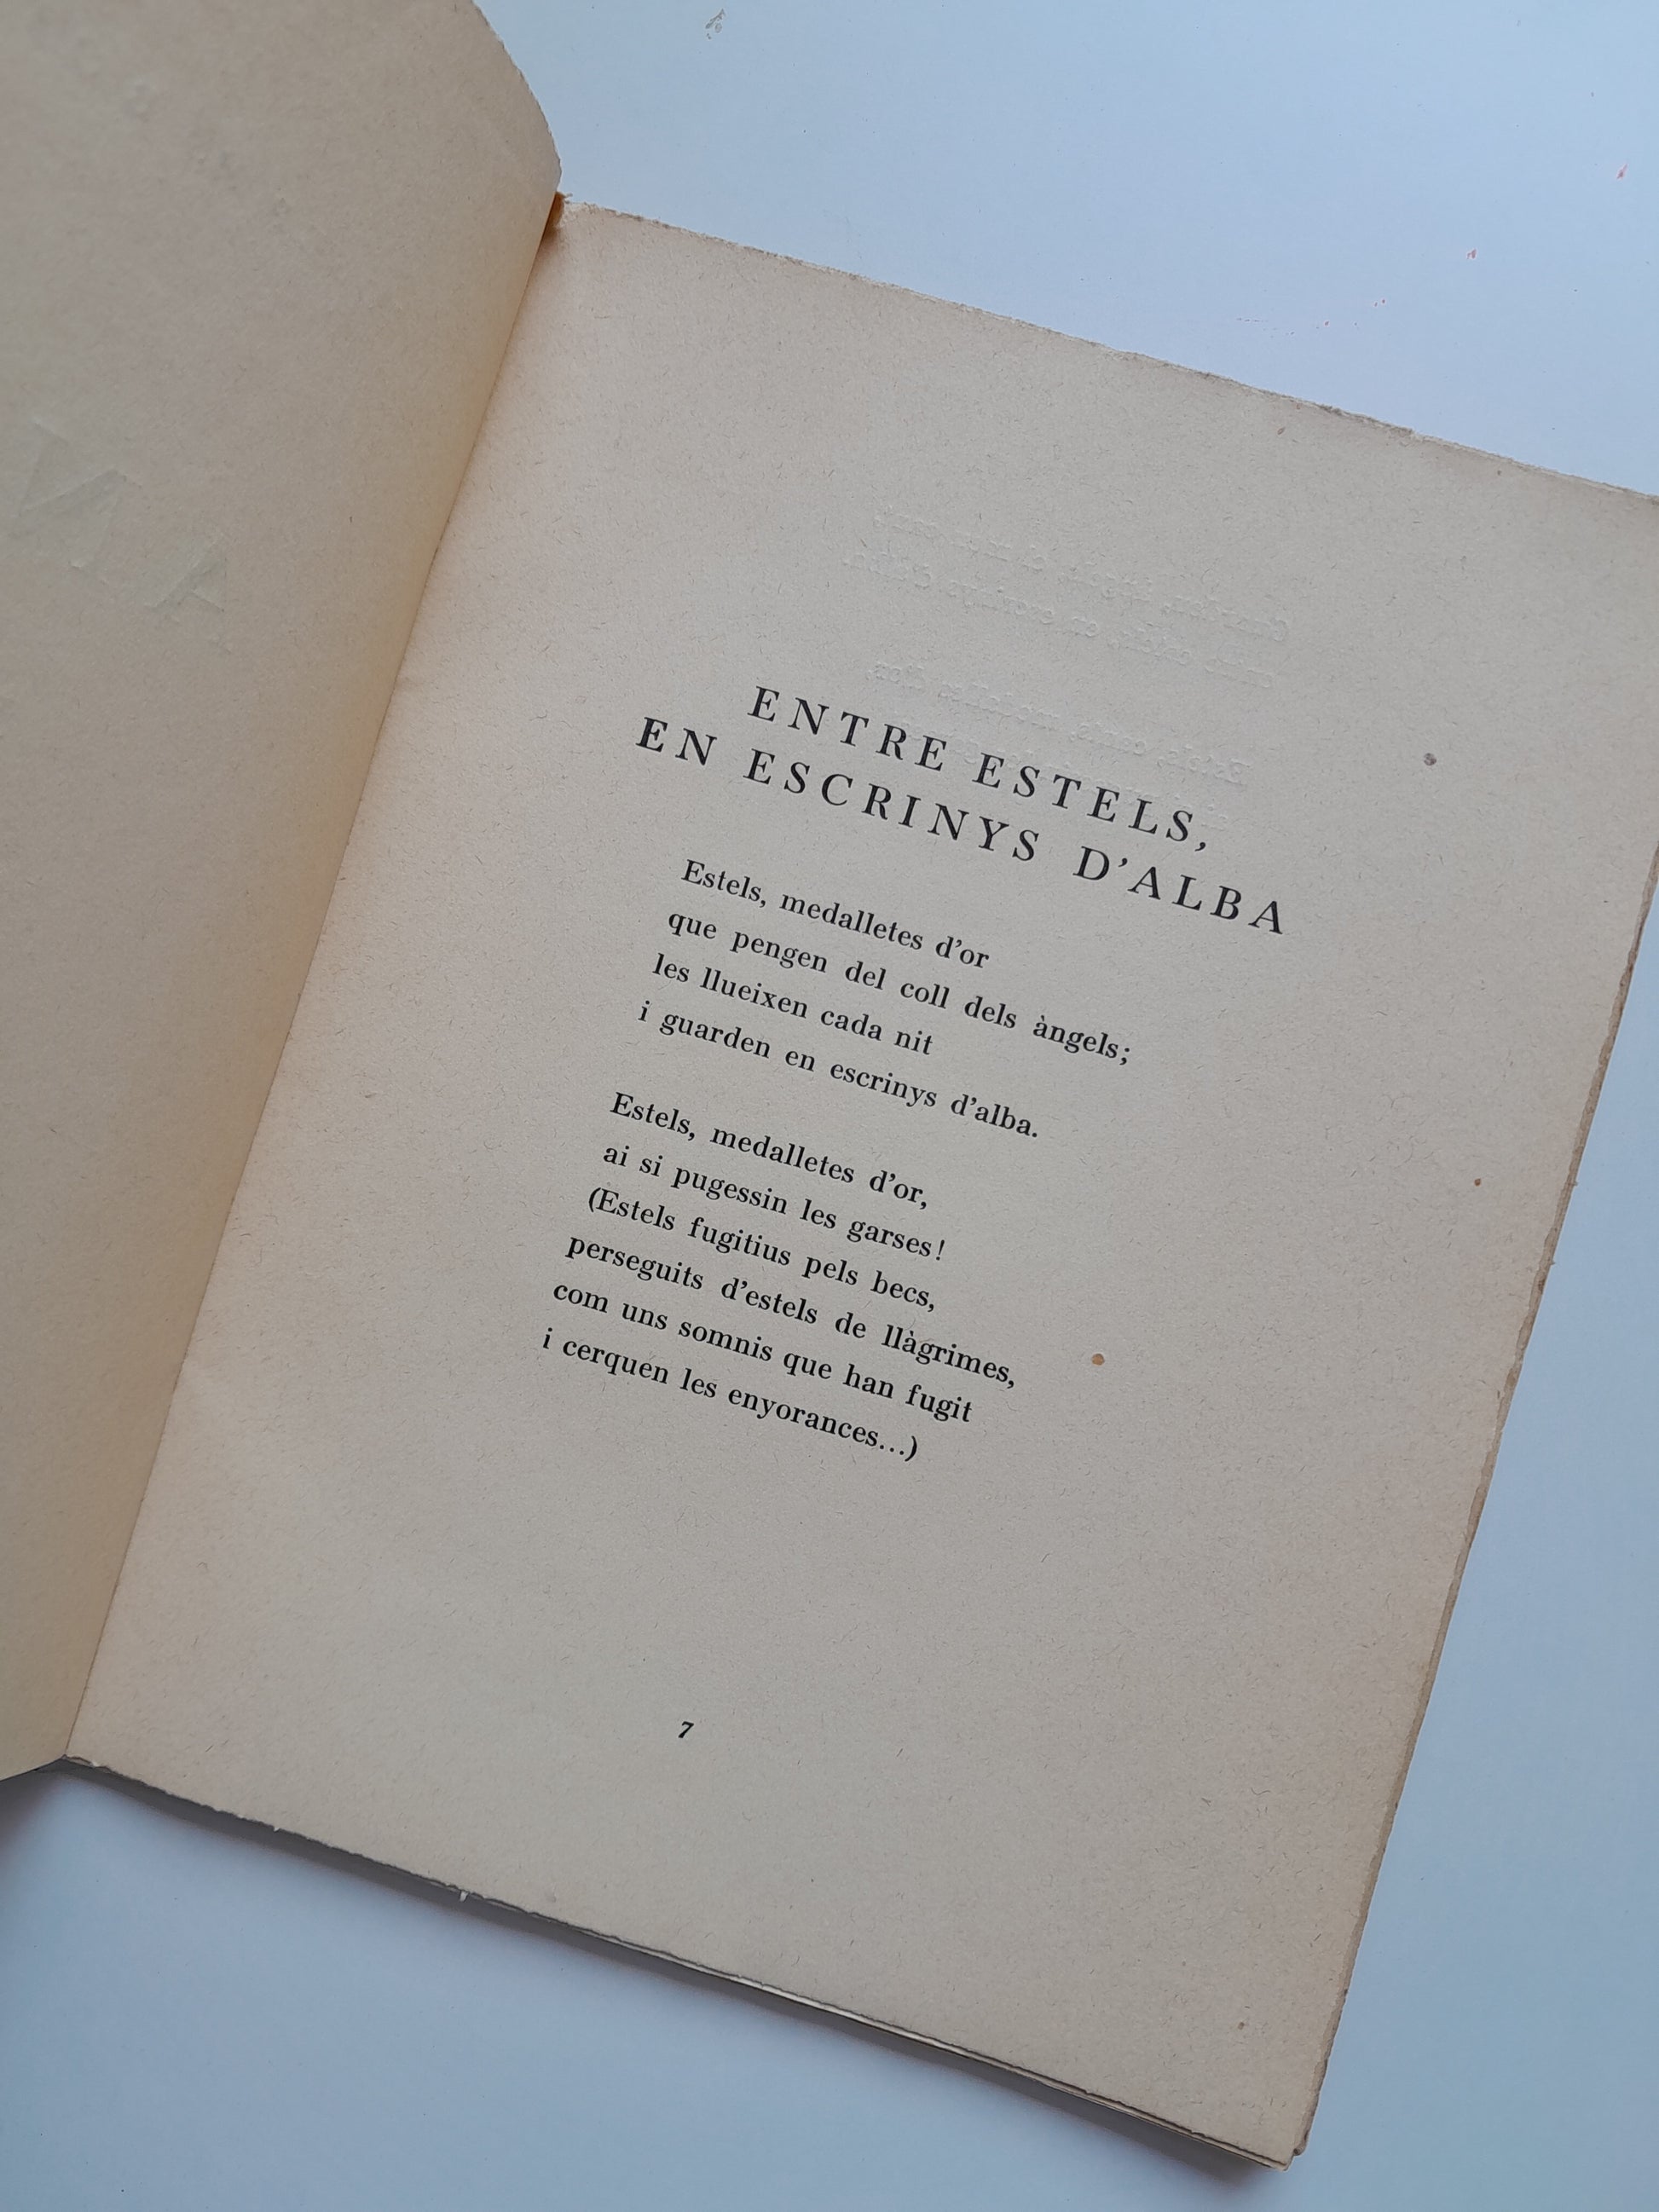 ENTRE ESTELS,
EN ESCRINYS D'ALBA
Estels, medalletes d'or
que pengen del coll dels àngels;
les llueixen cada nit
i guarden en escrinys d'alba.
Estels, medalletes d'or,
ai si pugessin les garses!
(Estels fugitius pels becs,
perseguits d'estels de llàgrimes,
com uns somnis que han fugit
i cerquen les enyorances...)
7